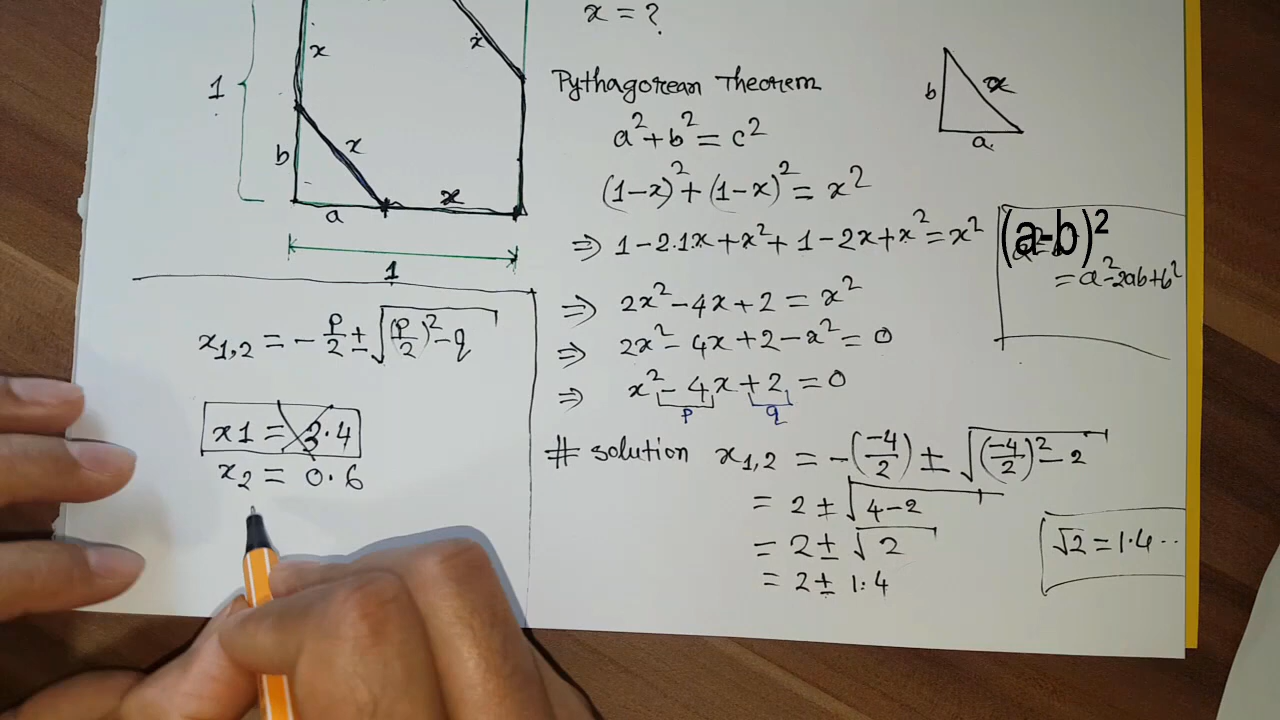 x
x
1
b
x
a
x
1
x = ?
Pythagorean Theorem
a² + b² = c²
(1-x)² + (1-x)² = x²
⇒ 1-2.1x+x² + 1-2x+x² = x²
⇒ 2x² - 4x + 2 = x²
⇒ 2x² - 4x + 2 - x² = 0
⇒ x² - 4x + 2 = 0
p q
b x
a
(a-b)²
= a²-2ab+b²
# solution x1,2 = -(-4/2) ± √((-4/2)² - 2)
= 2 ± √(4-2)
= 2 ± √2
= 2 ± 1.4
√2 = 1.4..
x1,2 = - p/2 ± √((p/2)² - q)
x1 = 3.4
x2 = 0.6